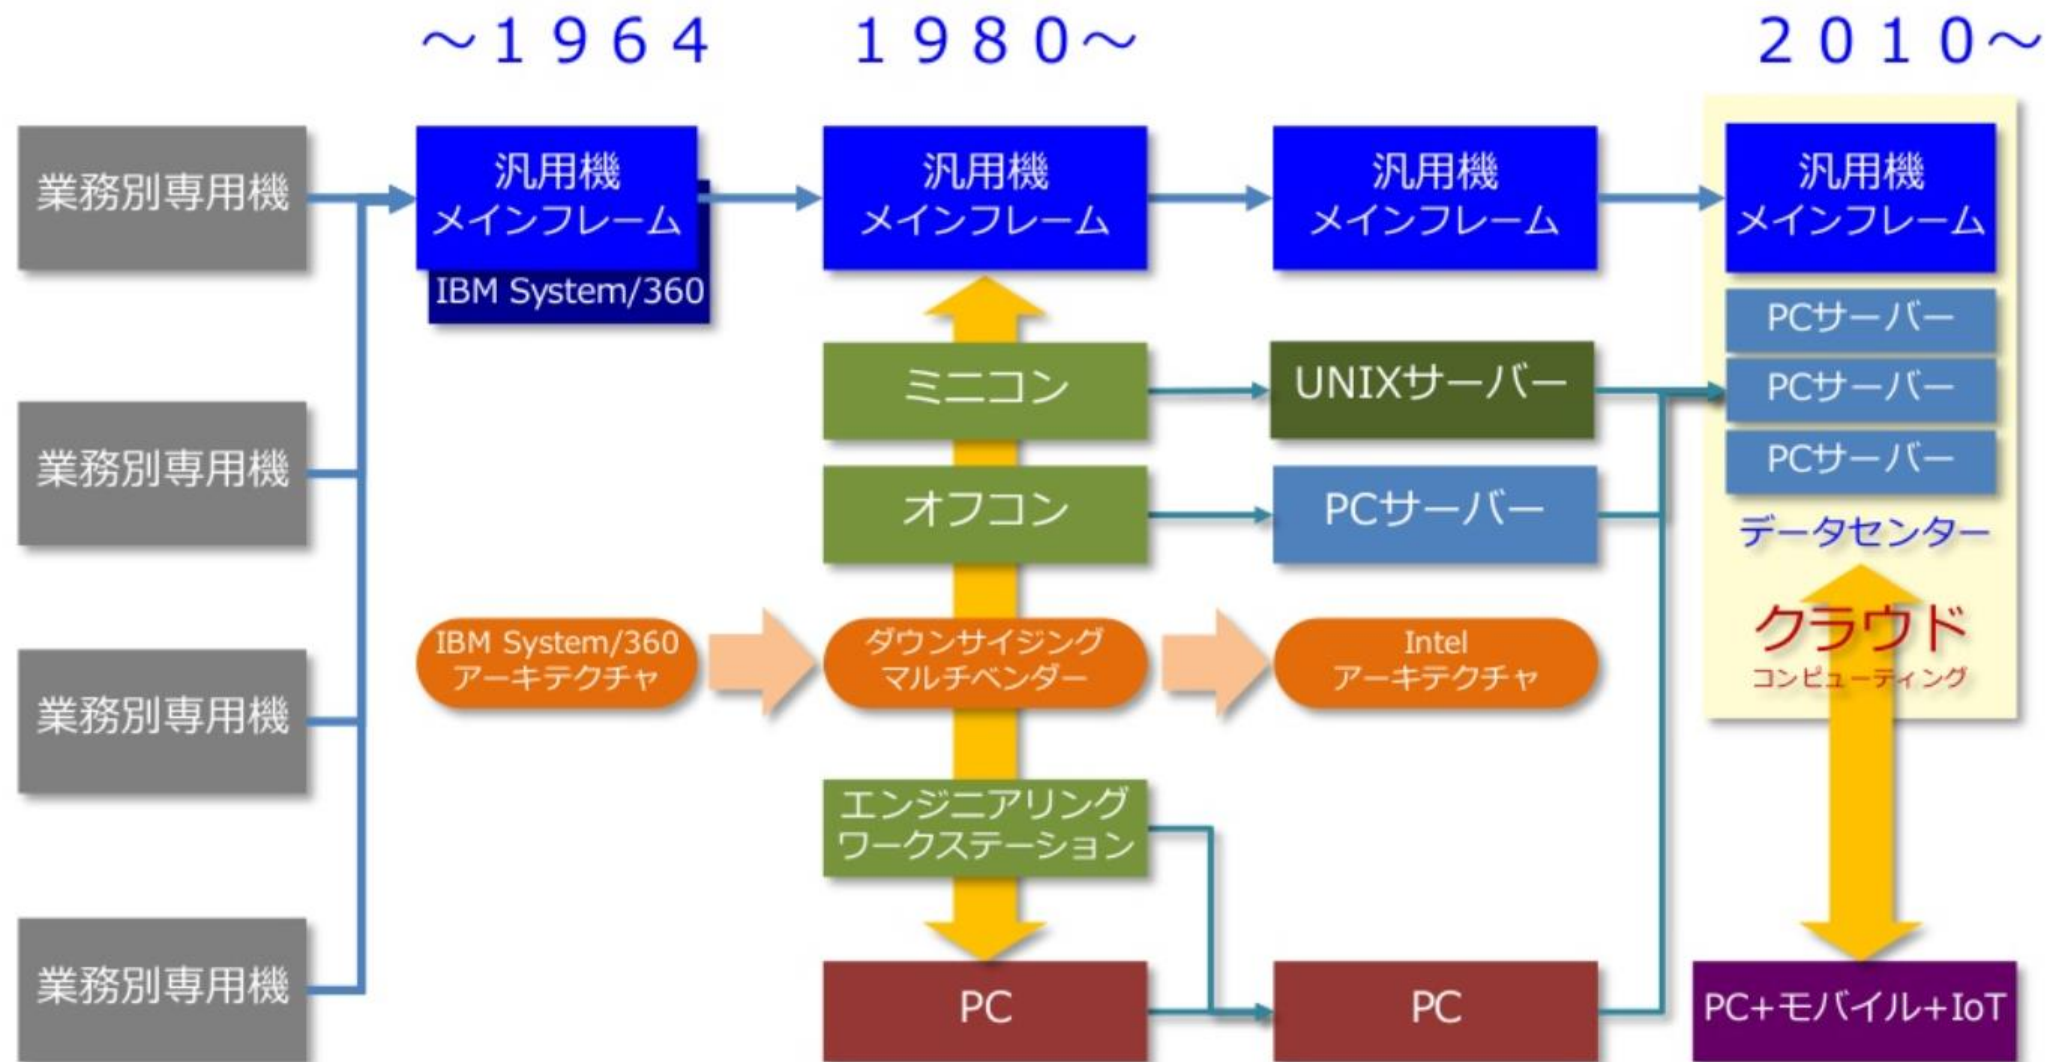 ～１９６４
１９８０～
２０１０～
業務別専用機
業務別専用機
業務別専用機
業務別専用機
汎用機
メインフレーム
IBM System/360
IBM System/360
アーキテクチャ
汎用機
メインフレーム
ミニコン
オフコン
ダウンサイジング
マルチベンダー
エンジニアリング
ワークステーション
PC
汎用機
メインフレーム
UNIXサーバー
PCサーバー
Intel
アーキテクチャ
PC
汎用機
メインフレーム
PCサーバー
PCサーバー
PCサーバー
データセンター
クラウド
コンピューティング
PC+モバイル+IoT